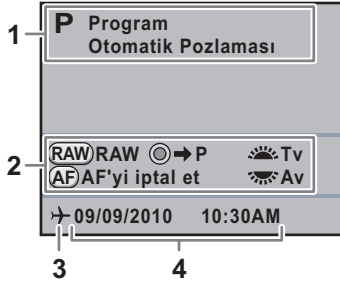 1
P Program
Otomatik Pozlaması
2
RAW RAW → P Tv
AF AF'yi iptal et Av
09/09/2010 10:30AM
3 4